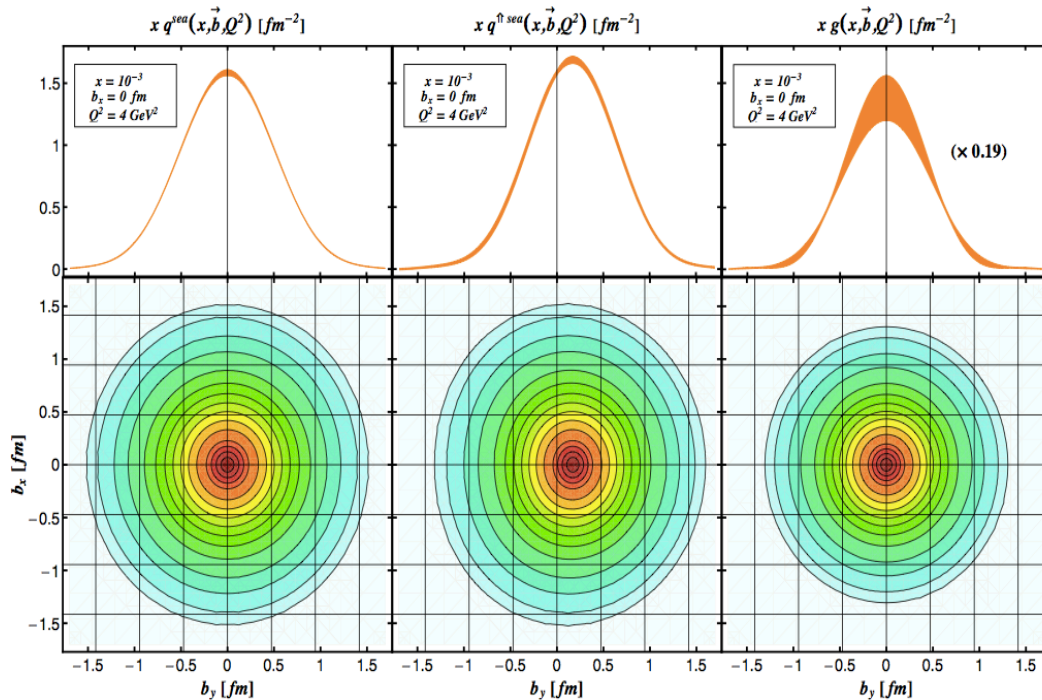 x q^sea(x,b⃗,Q²) [fm⁻²]
x q^⇑ sea(x,b⃗,Q²) [fm⁻²]
x g(x,b⃗,Q²) [fm⁻²]
x = 10⁻³
b_x = 0 fm
Q² = 4 GeV²
x = 10⁻³
b_x = 0 fm
Q² = 4 GeV²
x = 10⁻³
b_x = 0 fm
Q² = 4 GeV²
(× 0.19)
1.5
1
0.5
0
1.5
1
0.5
0
−0.5
−1
−1.5
b_x [fm]
−1.5 −1 −0.5 0 0.5 1 1.5
−1.5 −1 −0.5 0 0.5 1 1.5
−1.5 −1 −0.5 0 0.5 1 1.5
b_y [fm]
b_y [fm]
b_y [fm]